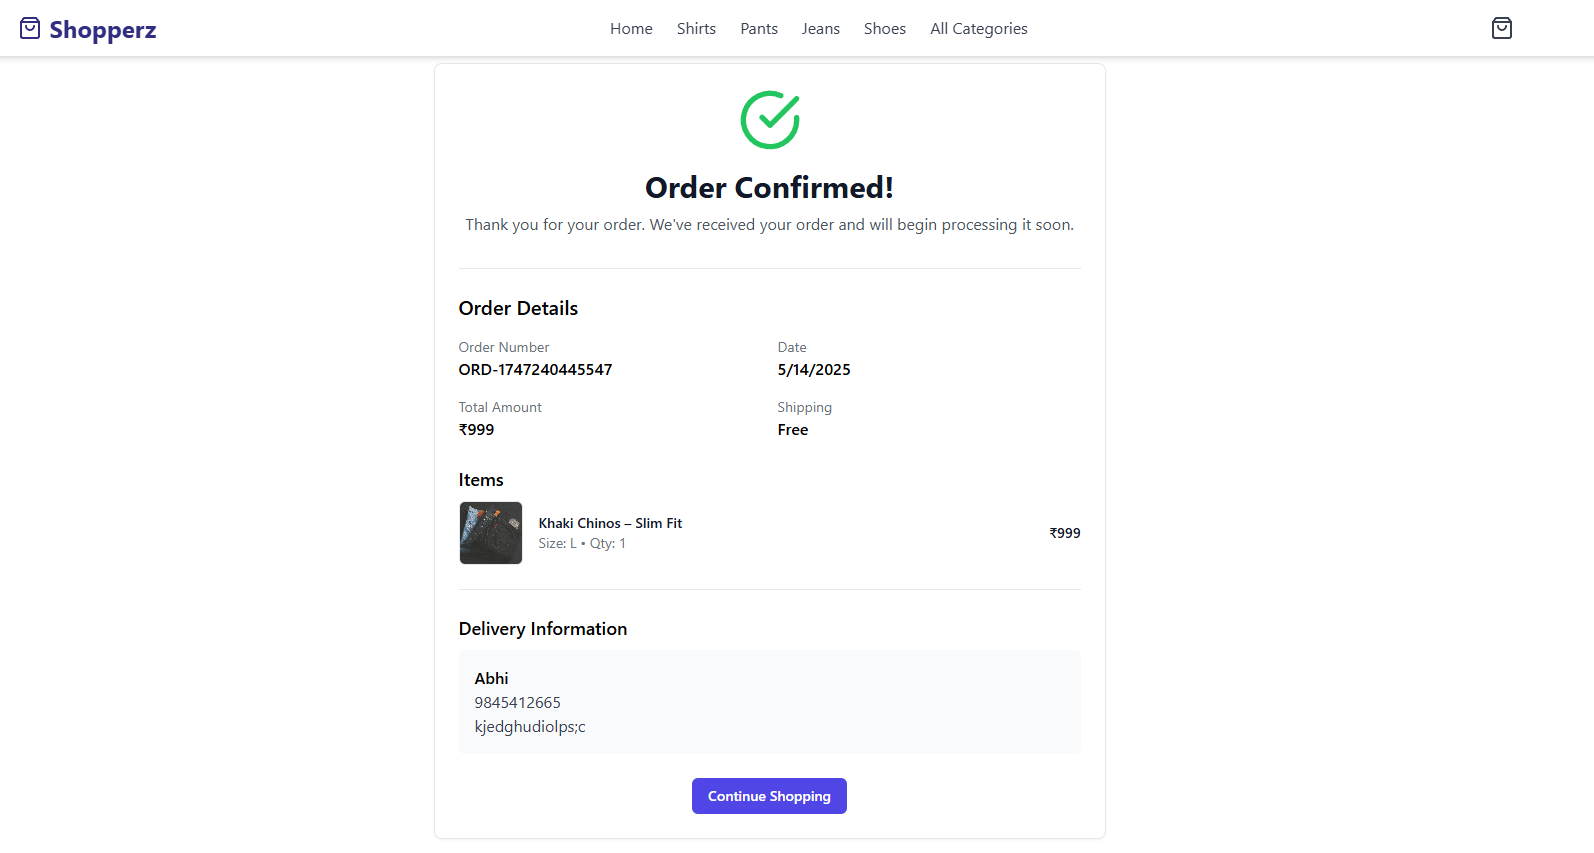 Shopperz
Home Shirts Pants Jeans Shoes All Categories
Order Confirmed!
Thank you for your order. We've received your order and will begin processing it soon.
Order Details
Order Number
ORD-1747240445547
Date
5/14/2025
Total Amount
₹999
Shipping
Free
Items
Khaki Chinos – Slim Fit
Size: L • Qty: 1
₹999
Delivery Information
Abhi
9845412665
kjedghudiolps;c
Continue Shopping